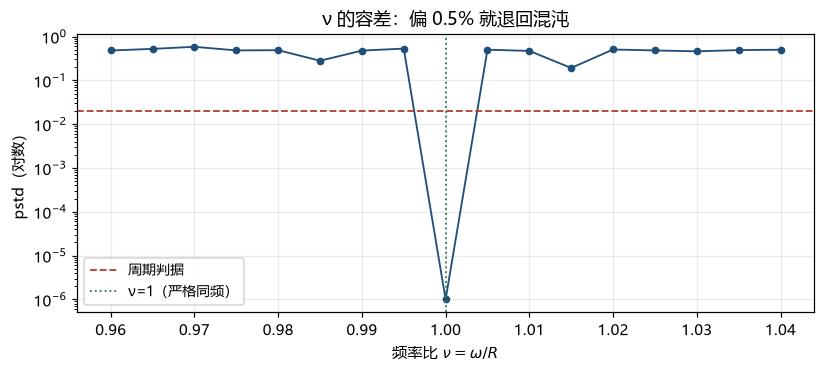 ν 的容差：偏 0.5% 就退回混沌
pstd（对数）
10⁰
10⁻¹
10⁻²
10⁻³
10⁻⁴
10⁻⁵
10⁻⁶
周期判据
ν=1（严格同频）
0.96 0.97 0.98 0.99 1.00 1.01 1.02 1.03 1.04
频率比 ν = ω/R